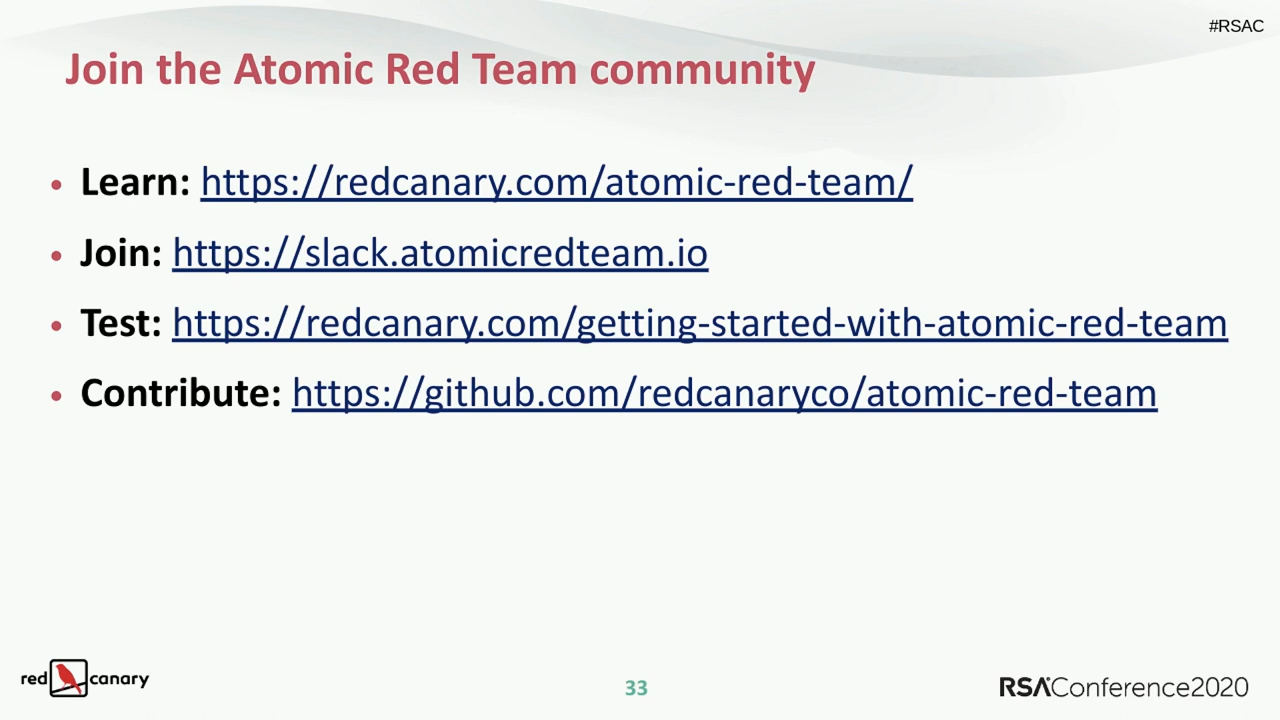 #RSAC
Join the Atomic Red Team community
• Learn: https://redcanary.com/atomic-red-team/
• Join: https://slack.atomicredteam.io
• Test: https://redcanary.com/getting-started-with-atomic-red-team
• Contribute: https://github.com/redcanaryco/atomic-red-team
red canary
33
RSAConference2020